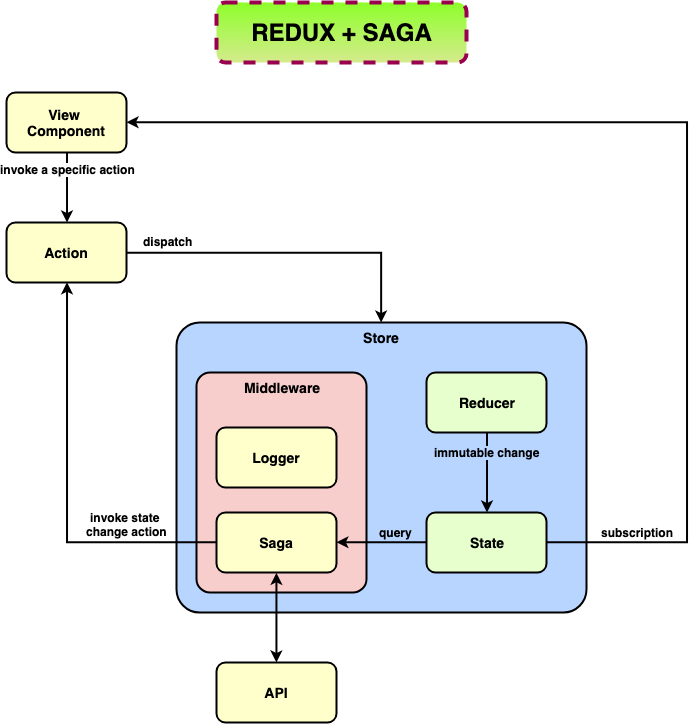 REDUX + SAGA
View
Component
invoke a specific action
Action
dispatch
Store
Middleware
Reducer
Logger
immutable change
invoke state
change action
Saga
query
State
subscription
API